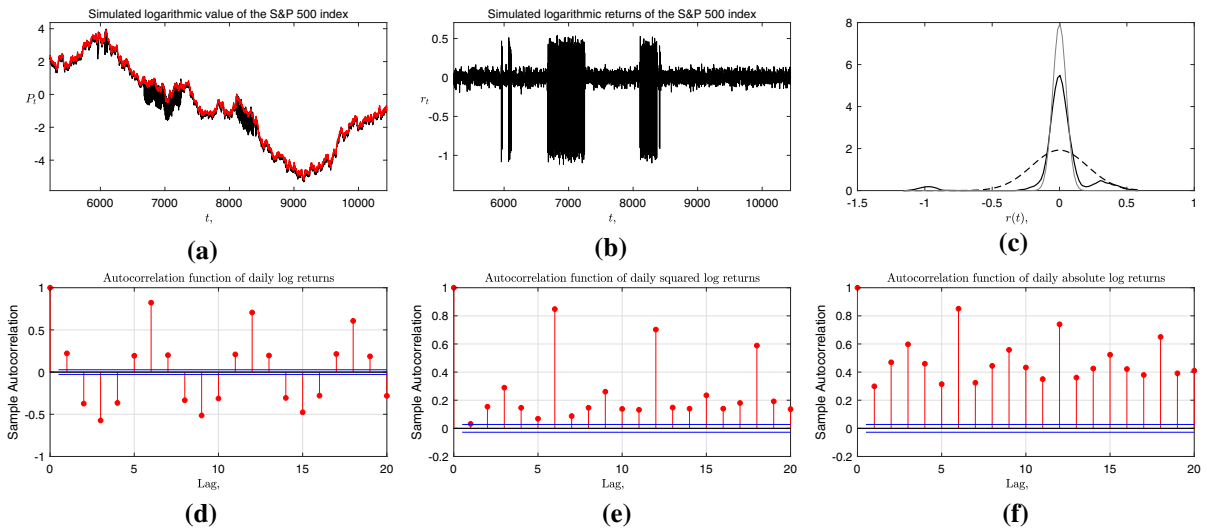 Simulated logarithmic value of the S&P 500 index
4
2
0
-2
-4
P_t
6000 7000 8000 9000 10000
t,
(a)
Simulated logarithmic returns of the S&P 500 index
0.5
0
-0.5
-1
r_t
6000 7000 8000 9000 10000
t,
(b)
8
6
4
2
0
-1.5 -1 -0.5 0 0.5 1
r(t),
(c)
Autocorrelation function of daily log returns
Sample Autocorrelation
1
0.5
0
-0.5
-1
0 5 10 15 20
Lag,
(d)
Autocorrelation function of daily squared log returns
Sample Autocorrelation
1
0.8
0.6
0.4
0.2
0
0.2
0 5 10 15 20
Lag,
(e)
Autocorrelation function of daily absolute log returns
Sample Autocorrelation
1
0.8
0.6
0.4
0.2
0
0.2
0 5 10 15 20
Lag,
(f)